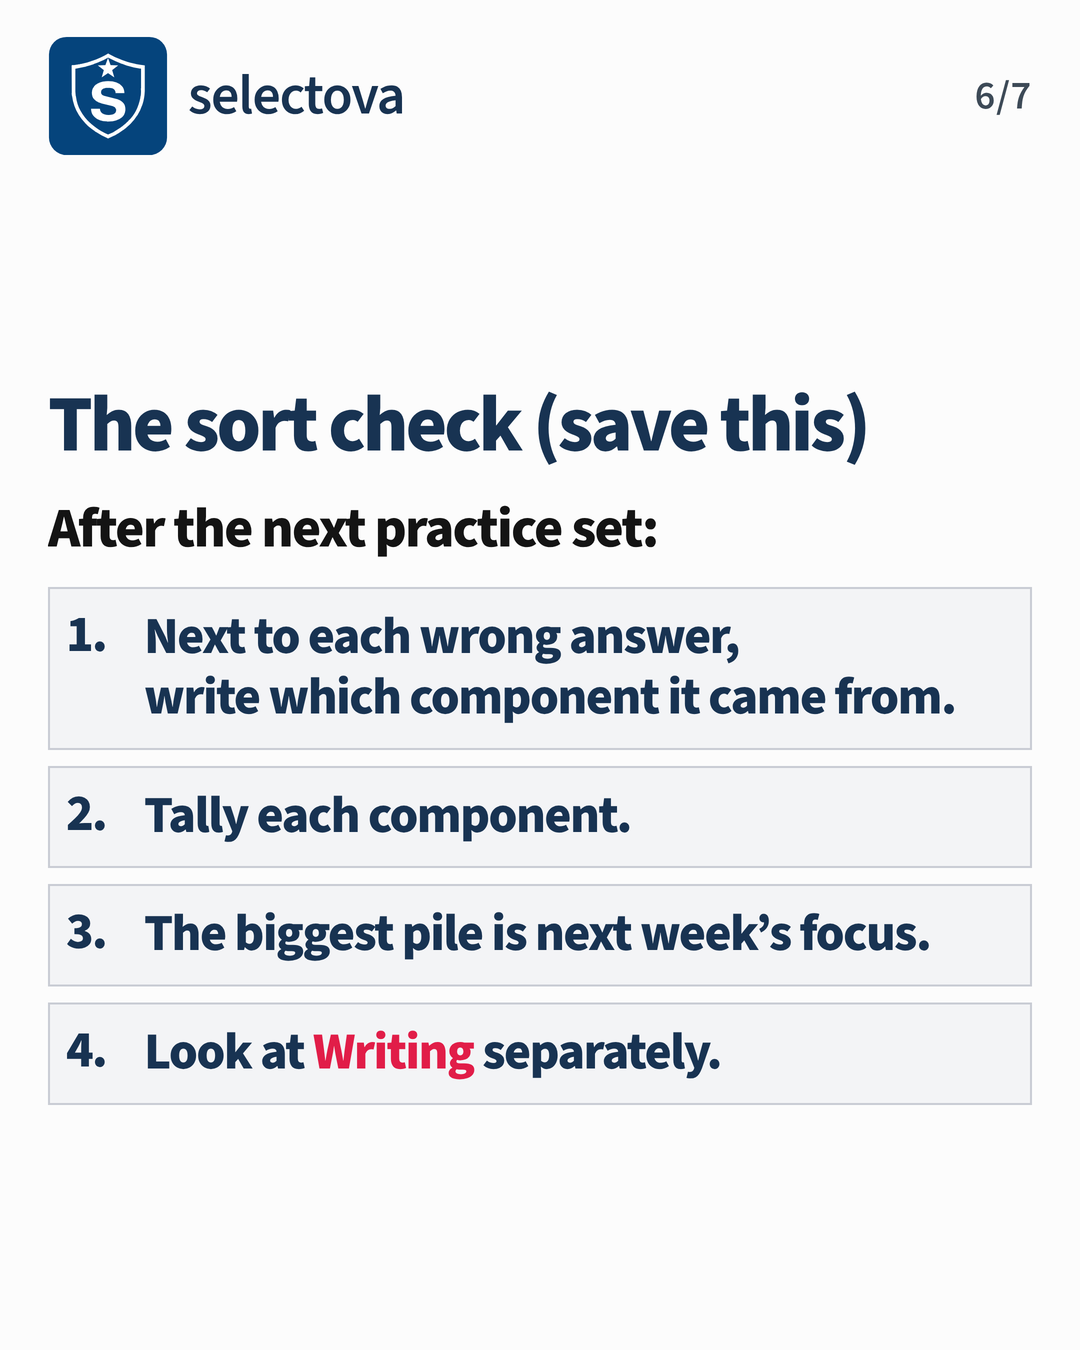 S
selectova
6/7
The sort check (save this)
After the next practice set:
1. Next to each wrong answer,
write which component it came from.
2. Tally each component.
3. The biggest pile is next week’s focus.
4. Look at Writing separately.